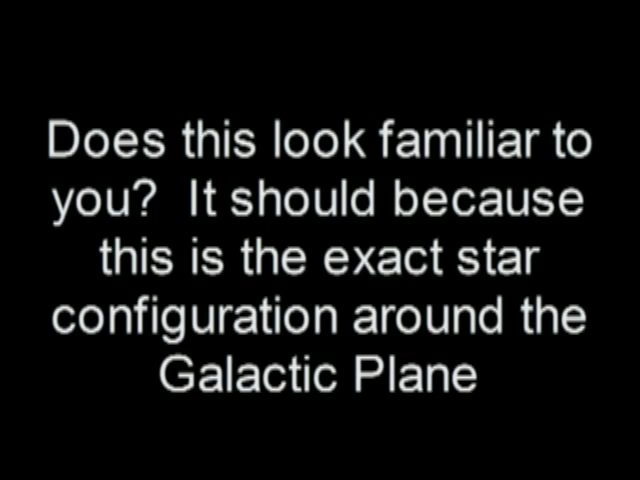 Does this look familiar to
you?  It should because
this is the exact star
configuration around the
Galactic Plane